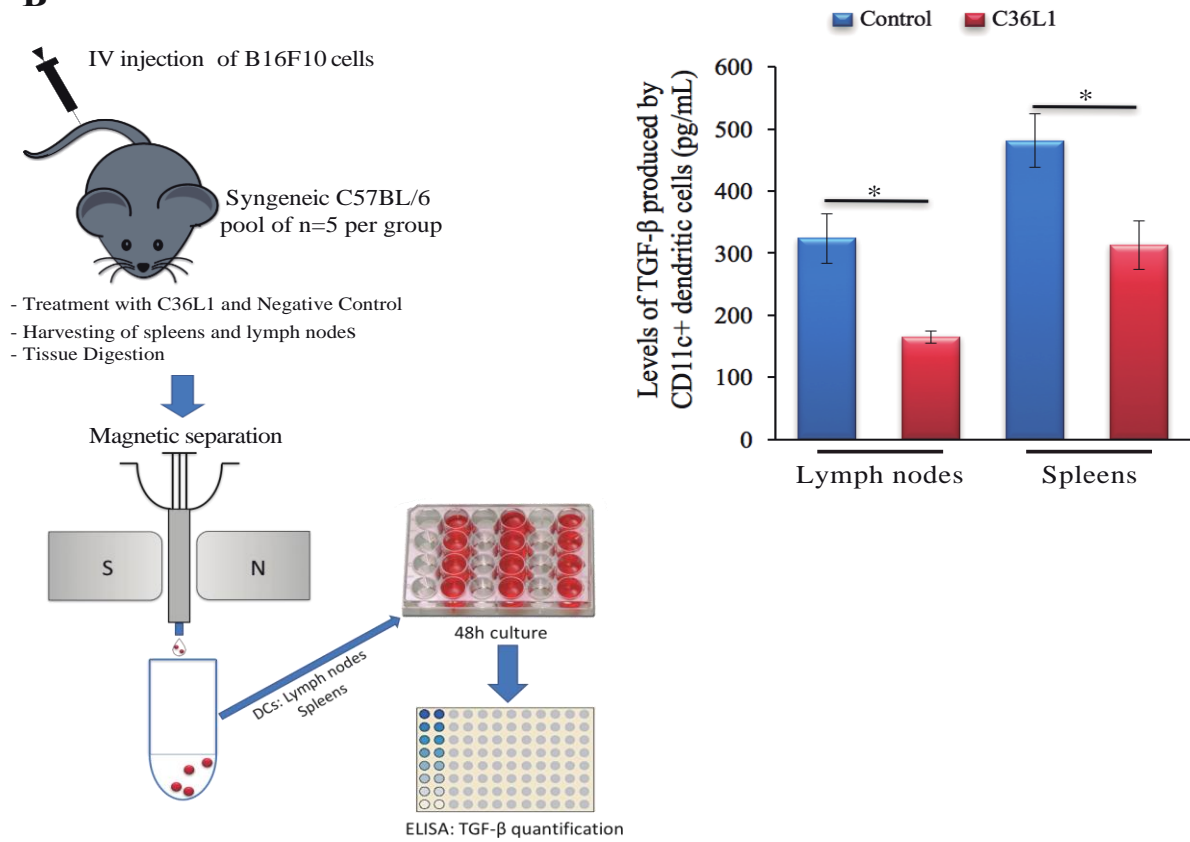 B
IV injection of B16F10 cells
Syngeneic C57BL/6
pool of n=5 per group
- Treatment with C36L1 and Negative Control
- Harvesting of spleens and lymph nodes
- Tissue Digestion
Magnetic separation
S
N
DCs: Lymph nodes
Spleens
48h culture
ELISA: TGF-β quantification
Control
C36L1
Levels of TGF-β produced by
CD11c+ dendritic cells (pg/mL)
600
500
400
300
200
100
0
*
*
Lymph nodes
Spleens